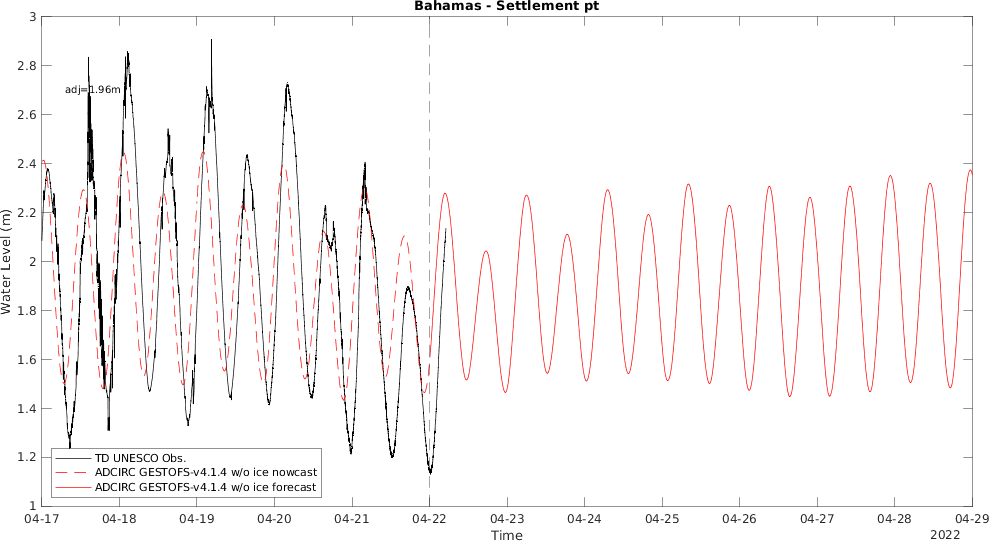 Bahamas - Settlement pt
3
2.8
2.6
2.4
2.2
2
1.8
1.6
1.4
1.2
1
Water Level (m)
adj=1.96m
TD UNESCO Obs.
ADCIRC GESTOFS-v4.1.4 w/o ice nowcast
ADCIRC GESTOFS-v4.1.4 w/o ice forecast
04-17 04-18 04-19 04-20 04-21 04-22 04-23 04-24 04-25 04-26 04-27 04-28 04-29
Time
2022